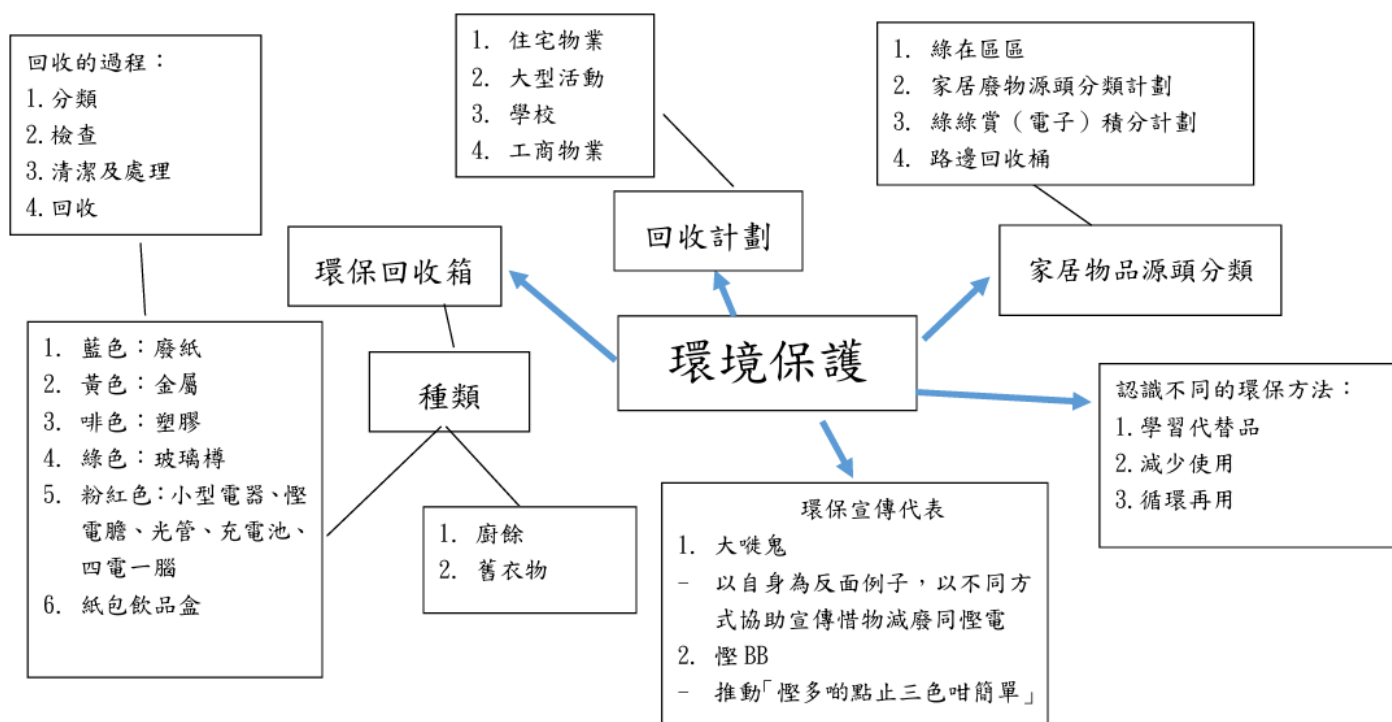 環境保護
環保回收箱
種類
回收的過程：
1.分類
2.檢查
3.清潔及處理
4.回收
1. 藍色：廢紙
2. 黃色：金屬
3. 啡色：塑膠
4. 綠色：玻璃樽
5. 粉紅色：小型電器、慳
電膽、光管、充電池、
四電一腦
6. 紙包飲品盒
1. 廚餘
2. 舊衣物
回收計劃
1. 住宅物業
2. 大型活動
3. 學校
4. 工商物業
家居物品源頭分類
1. 綠在區區
2. 家居廢物源頭分類計劃
3. 綠綠賞（電子）積分計劃
4. 路邊回收桶
認識不同的環保方法：
1.學習代替品
2.減少使用
3.循環再用
環保宣傳代表
1. 大嘥鬼
- 以自身為反面例子，以不同方
式協助宣傳惜物減廢同慳電
2. 慳 BB
- 推動「慳多啲點止三色咁簡單」